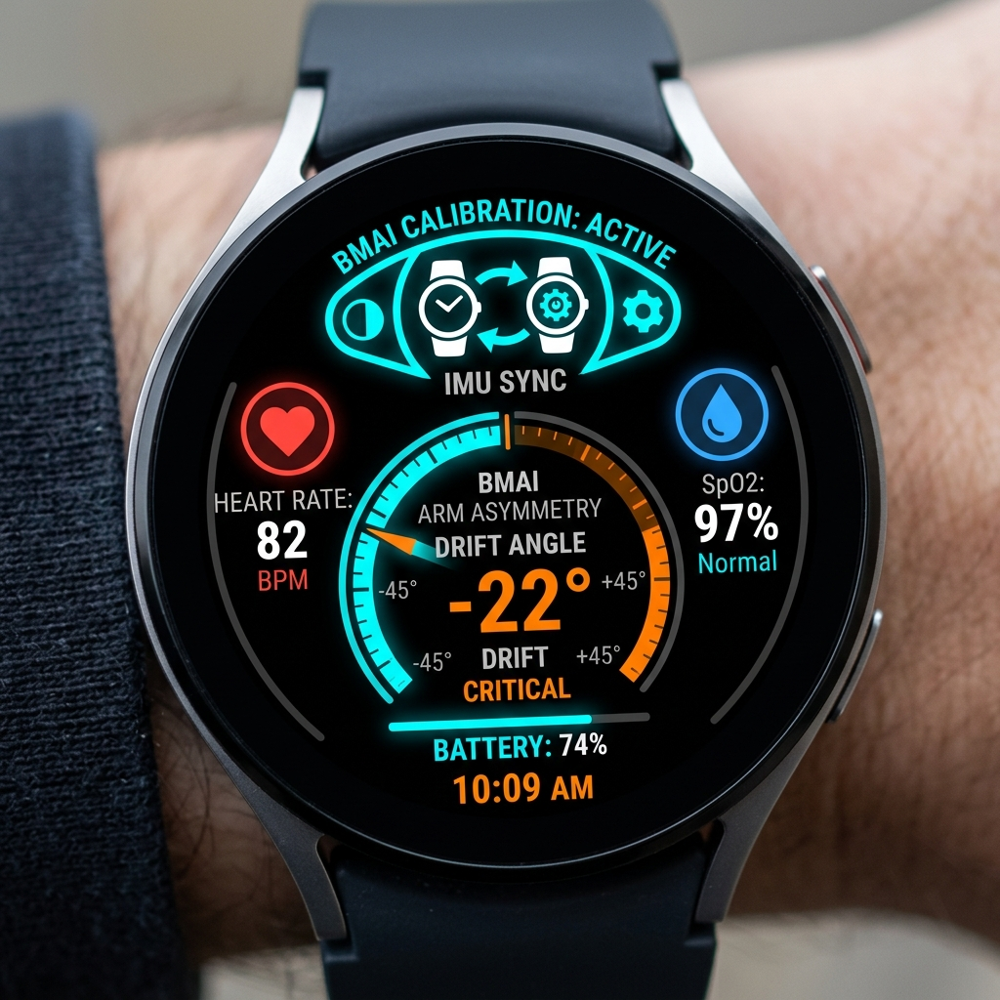 BMAI CALIBRATION: ACTIVE
IMU SYNC
HEART RATE:
82
BPM
SpO2:
97%
Normal
BMAI
ARM ASYMMETRY
DRIFT ANGLE
-45°
-22°
+45°
-45°
DRIFT
+45°
CRITICAL
BATTERY: 74%
10:09 AM